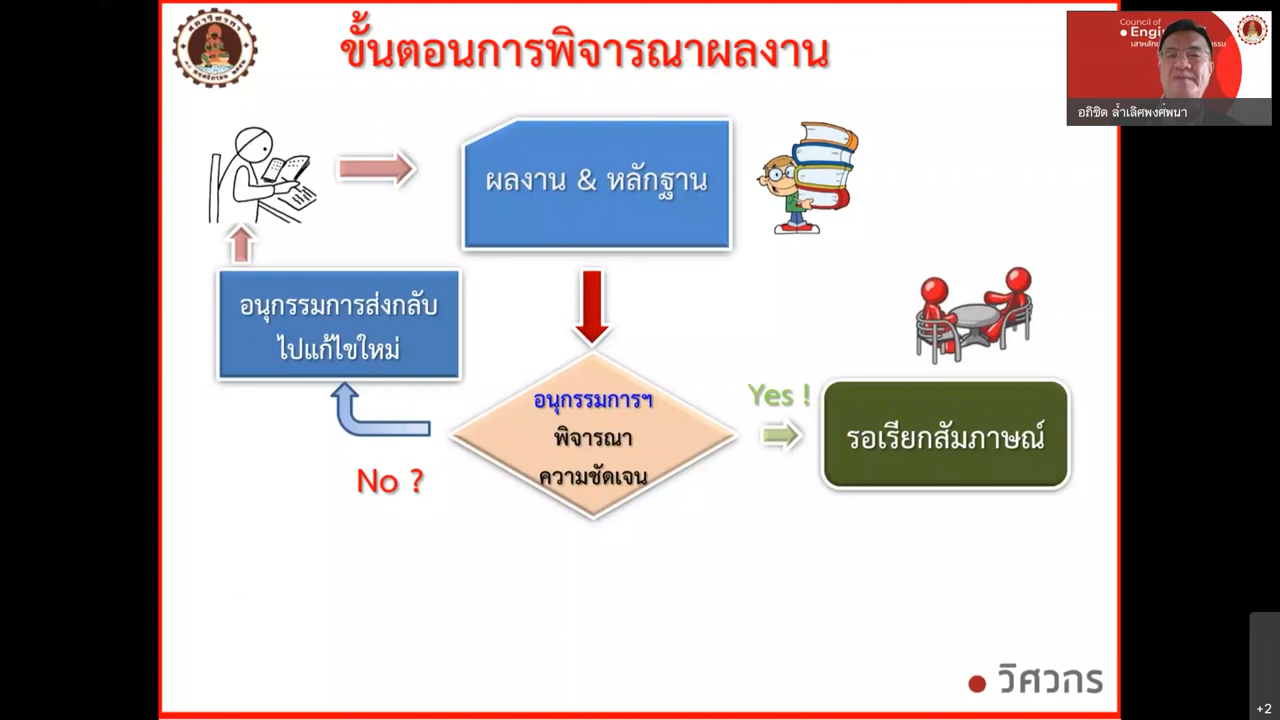 ขั้นตอนการพิจารณาผลงาน
Council of
อภิชิต ล้ำเลิศพงศ์พนา
ผลงาน & หลักฐาน
อนุกรรมการส่งกลับ
ไปแก้ไขใหม่
อนุกรรมการฯ
พิจารณา
ความชัดเจน
Yes !
รอเรียกสัมภาษณ์
No ?
วิศวกร
+2